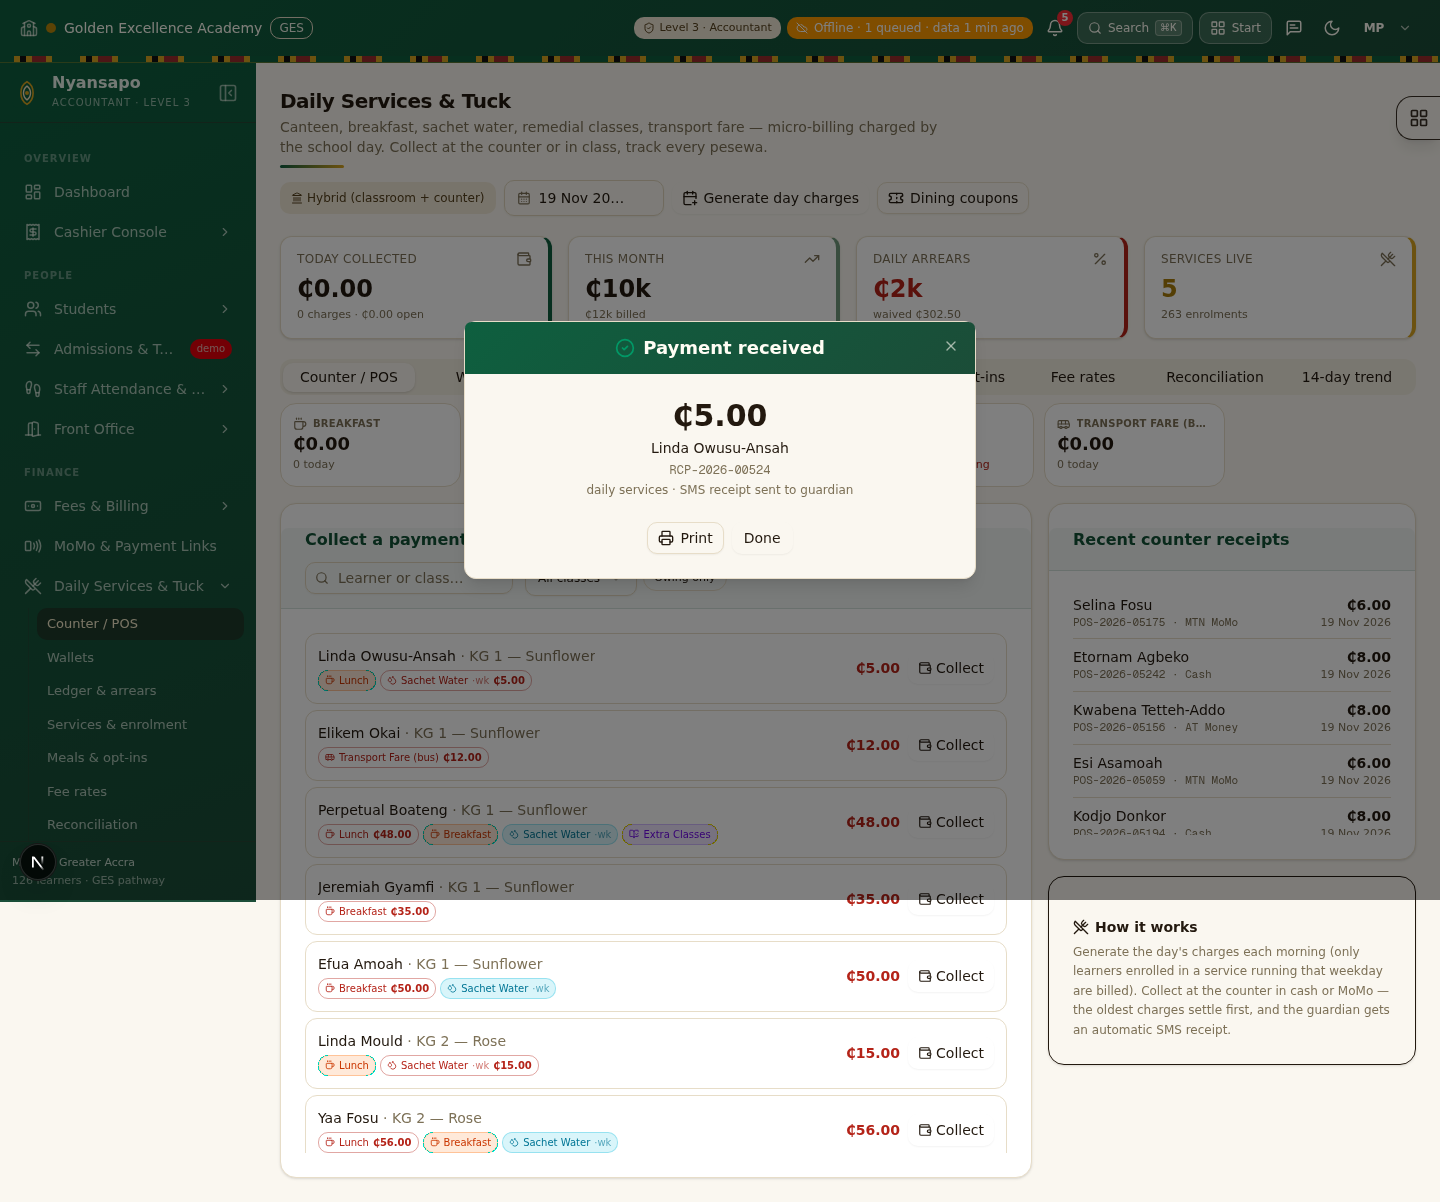 Golden Excellence Academy GES
Level 3 · Accountant
Offline · 1 queued · data 1 min ago
5
Search ⌘K
Start
MP
Nyansapo
ACCOUNTANT · LEVEL 3
OVERVIEW
Dashboard
Cashier Console
PEOPLE
Students
Admissions & T... demo
Staff Attendance & ...
Front Office
FINANCE
Fees & Billing
MoMo & Payment Links
Daily Services & Tuck
Counter / POS
Wallets
Ledger & arrears
Services & enrolment
Meals & opt-ins
Fee rates
Reconciliation
Greater Accra
learners · GES pathway
N
Daily Services & Tuck
Canteen, breakfast, sachet water, remedial classes, transport fare — micro-billing charged by
the school day. Collect at the counter or in class, track every pesewa.
Hybrid (classroom + counter)
19 Nov 20...
Generate day charges
Dining coupons
TODAY COLLECTED
₵0.00
0 charges · ₵0.00 open
THIS MONTH
₵10k
₵12k billed
DAILY ARREARS
₵2k
waived ₵302.50
SERVICES LIVE
5
263 enrolments
Counter / POS
W
t-ins
Fee rates
Reconciliation
14-day trend
BREAKFAST
₵0.00
0 today
ng
TRANSPORT FARE (B...
₵0.00
0 today
Payment received
₵5.00
Linda Owusu-Ansah
RCP-2026-00524
daily services · SMS receipt sent to guardian
Print
Done
Collect a payment
Learner or class...
All classes
Owing only
Linda Owusu-Ansah · KG 1 — Sunflower
Lunch
Sachet Water ·wk ₵5.00
₵5.00
Collect
Elikem Okai · KG 1 — Sunflower
Transport Fare (bus) ₵12.00
₵12.00
Collect
Perpetual Boateng · KG 1 — Sunflower
Lunch ₵48.00
Breakfast
Sachet Water ·wk
Extra Classes
₵48.00
Collect
Jeremiah Gyamfi · KG 1 — Sunflower
Breakfast ₵35.00
₵35.00
Collect
Efua Amoah · KG 1 — Sunflower
Breakfast ₵50.00
Sachet Water ·wk
₵50.00
Collect
Linda Mould · KG 2 — Rose
Lunch
Sachet Water ·wk ₵15.00
₵15.00
Collect
Yaa Fosu · KG 2 — Rose
Lunch ₵56.00
Breakfast
Sachet Water ·wk
₵56.00
Collect
Recent counter receipts
Selina Fosu ₵6.00
POS-2026-05175 · MTN MoMo 19 Nov 2026
Etornam Agbeko ₵8.00
POS-2026-05242 · Cash 19 Nov 2026
Kwabena Tetteh-Addo ₵8.00
POS-2026-05156 · AT Money 19 Nov 2026
Esi Asamoah ₵6.00
POS-2026-05059 · MTN MoMo 19 Nov 2026
Kodjo Donkor ₵8.00
POS-2026-05194 · Cash 19 Nov 2026
How it works
Generate the day's charges each morning (only
learners enrolled in a service running that weekday
are billed). Collect at the counter in cash or MoMo —
the oldest charges settle first, and the guardian gets
an automatic SMS receipt.